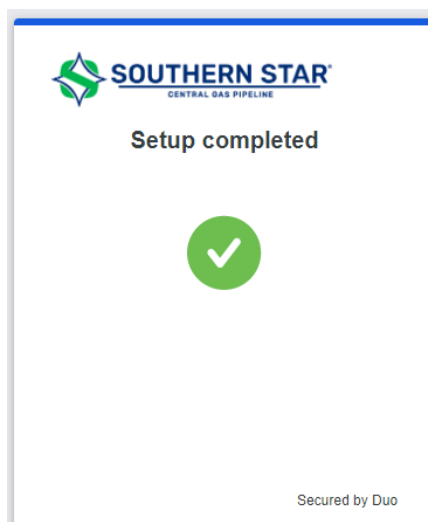 SOUTHERN STAR
CENTRAL GAS PIPELINE
Setup completed
Secured by Duo